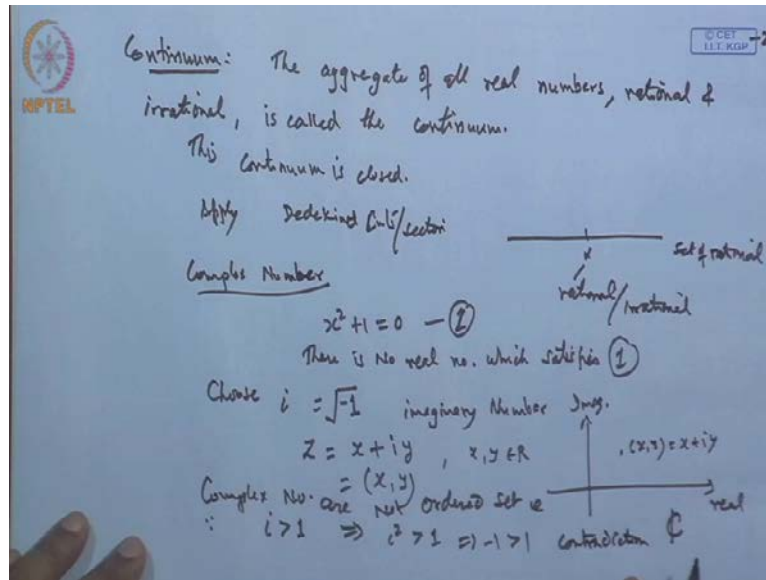 © CET
I.I.T. KGP
-2
NPTEL
Continuum: The aggregate of all real numbers, rational &
irrational, is called the continuum.
This continuum is closed.
Apply Dedekind Cuts/section
set of rational
x
rational/irrational
Complex Number
x² + 1 = 0 — ①
There is No real no. which satisfies ①
Choose i = √-1 imaginary Number
Imag.
Z = x + iy , x, y ∈ R
= (x, y)
. (x, y) = x + iy
real
Complex No. are Not ordered set ie
∵ i > 1 ⇒ i² > 1 ⇒ -1 > 1 contradiction
₵